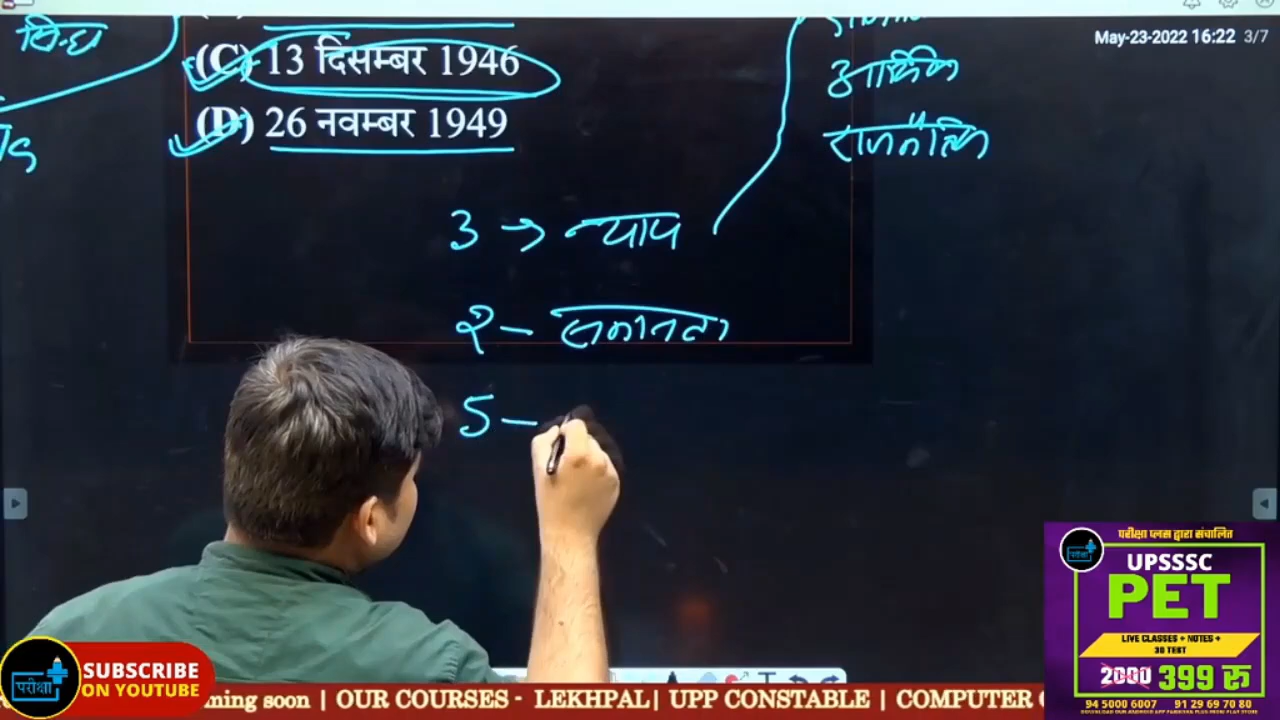 May-23-2022 16:22 3/7
(C) 13 दिसम्बर 1946
(D) 26 नवम्बर 1949
आर्थिक
राजनैतिक
3 → न्याय
2 – समानता
5 –
परीक्षा प्लस द्वारा संचालित
UPSSSC
PET
LIVE CLASSES + NOTES +
30 TEST
2000 399 रु
94 5000 6007 91 29 69 70 80
परीक्षा
SUBSCRIBE
ON YOUTUBE
ming soon | OUR COURSES - LEKHPAL| UPP CONSTABLE | COMPUTER